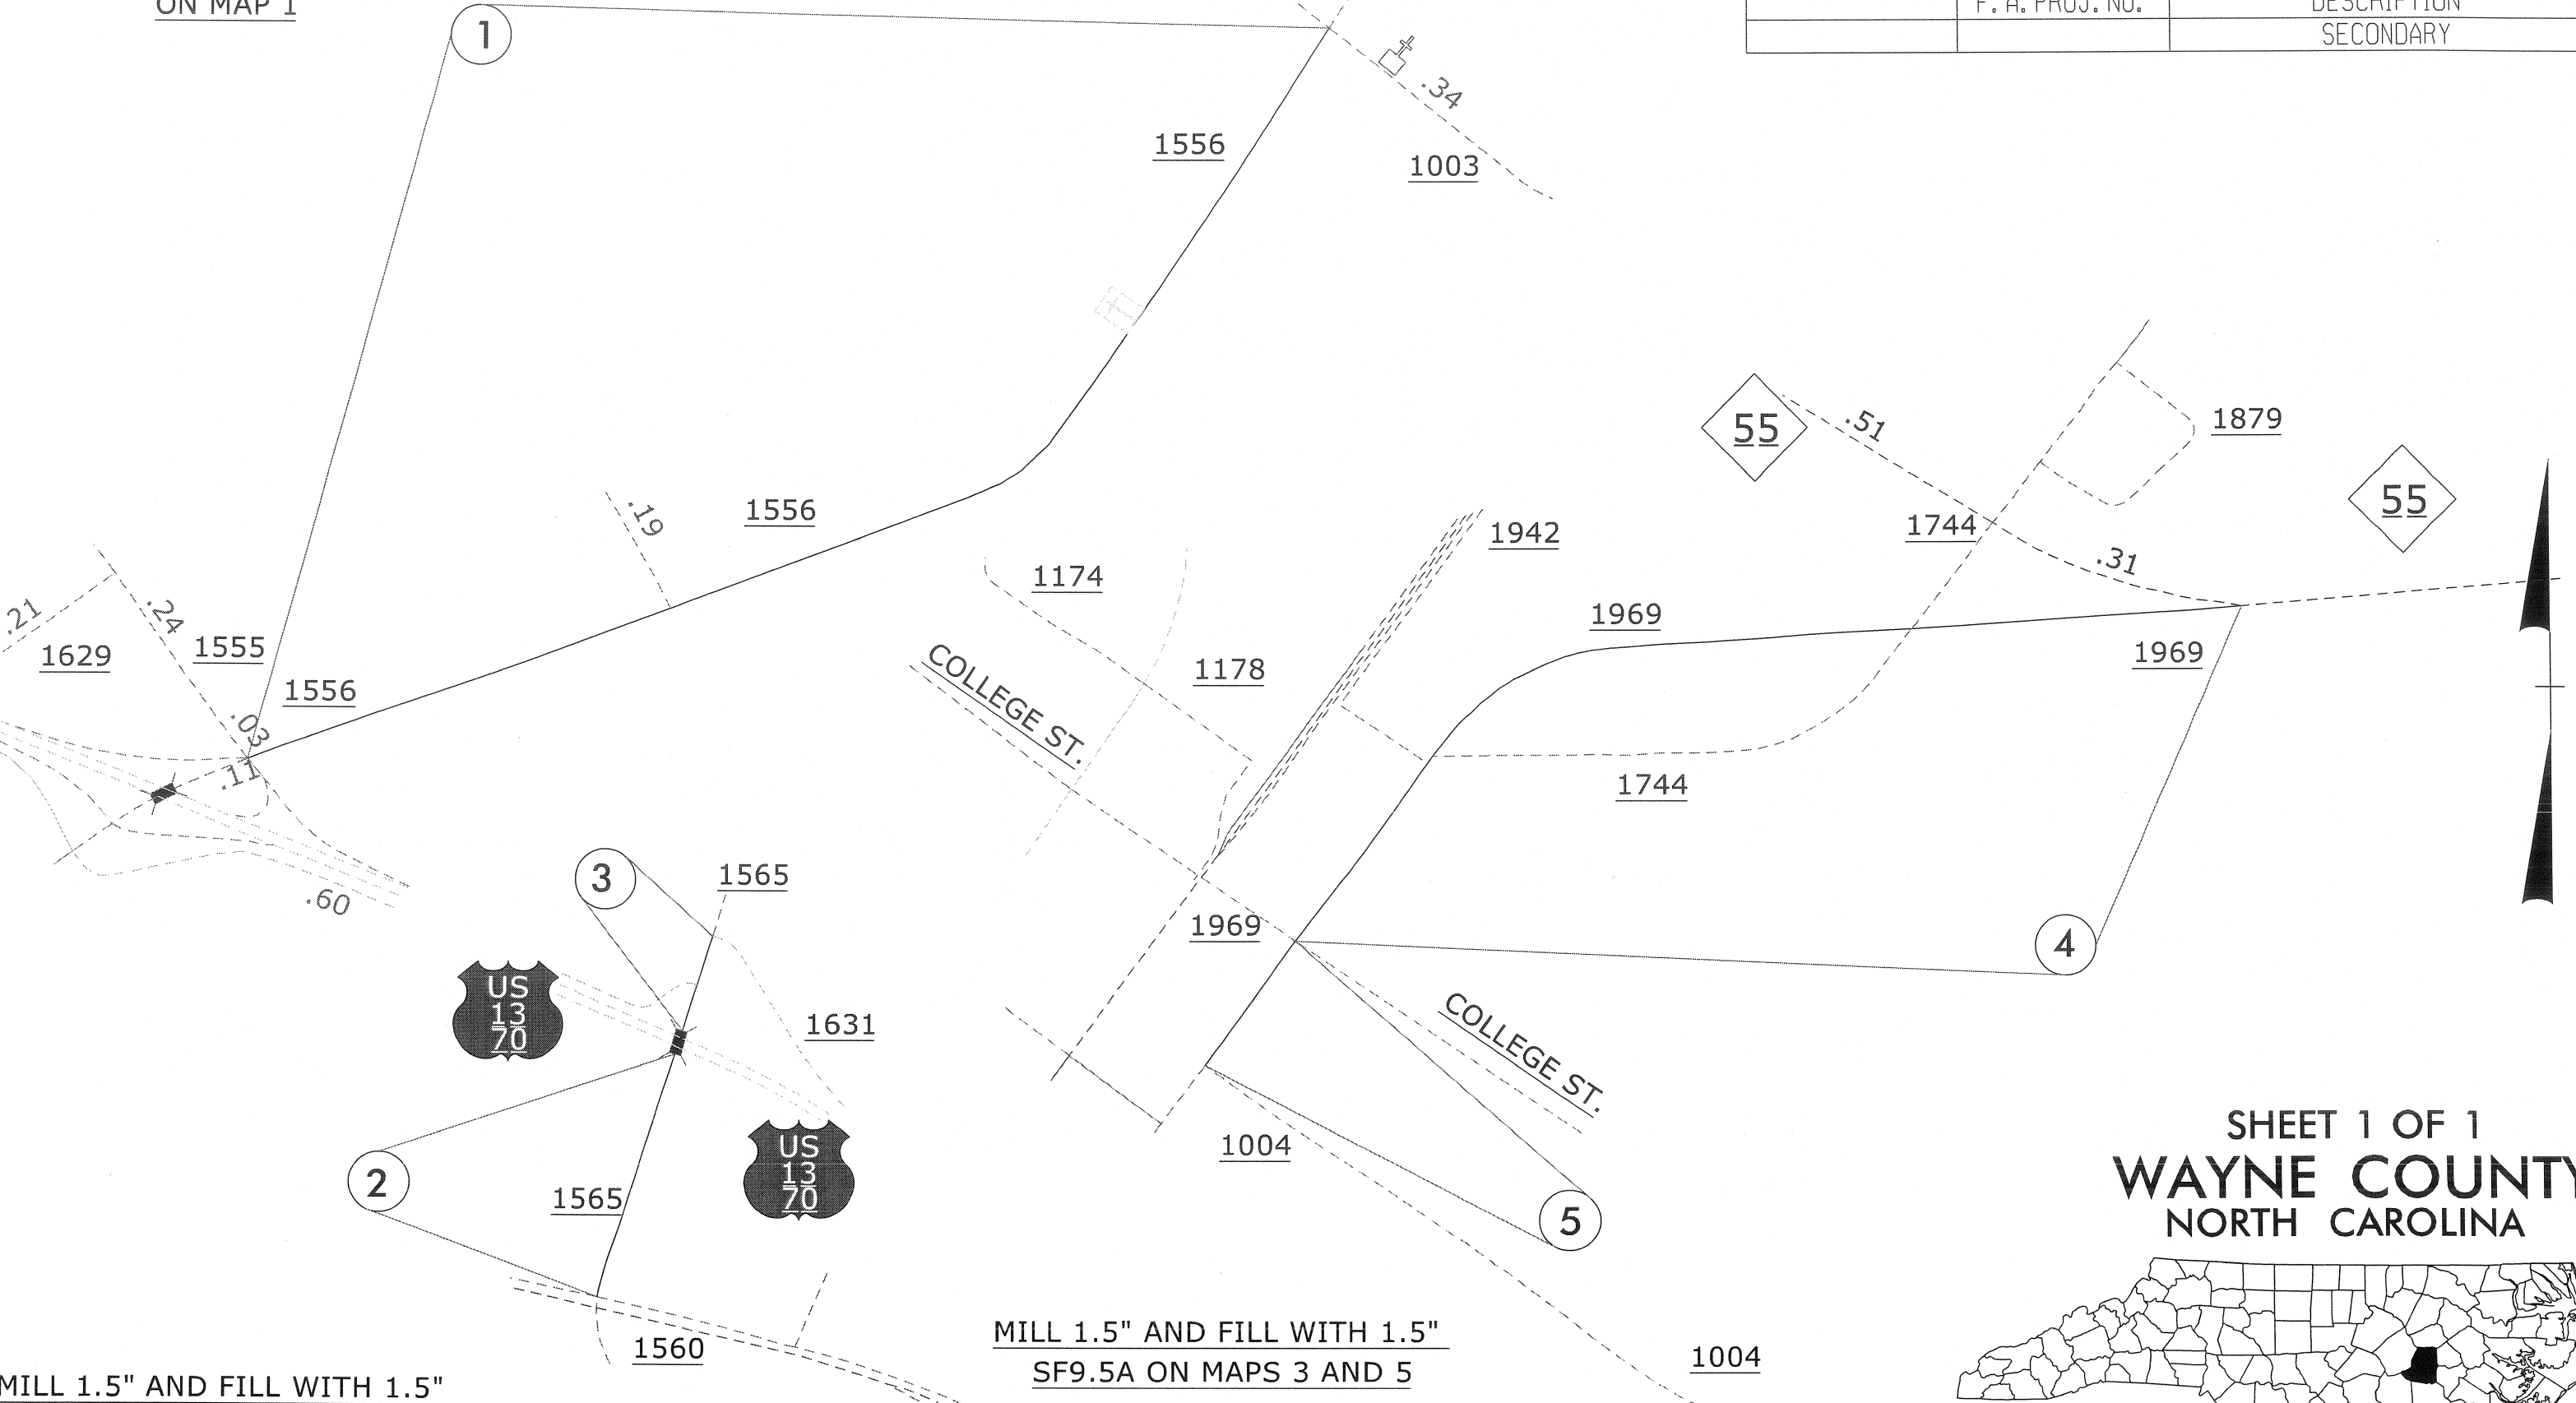 ON MAP 1
1
F. A. PROJ. NO.
DESCRIPTION
SECONDARY
.34
1556
1003
55
.51
1879
55
1744
.31
.19
1556
1942
1174
1969
.21
.24
1555
1629
1556
.03
.11
COLLEGE ST.
1178
1969
1744
.60
3
1565
1969
4
US
13
70
1631
COLLEGE ST.
US
13
70
2
1565
1004
5
SHEET 1 OF 1
WAYNE COUNTY
NORTH CAROLINA
1560
MILL 1.5" AND FILL WITH 1.5"
SF9.5A ON MAPS 3 AND 5
1004
MILL 1.5" AND FILL WITH 1.5"